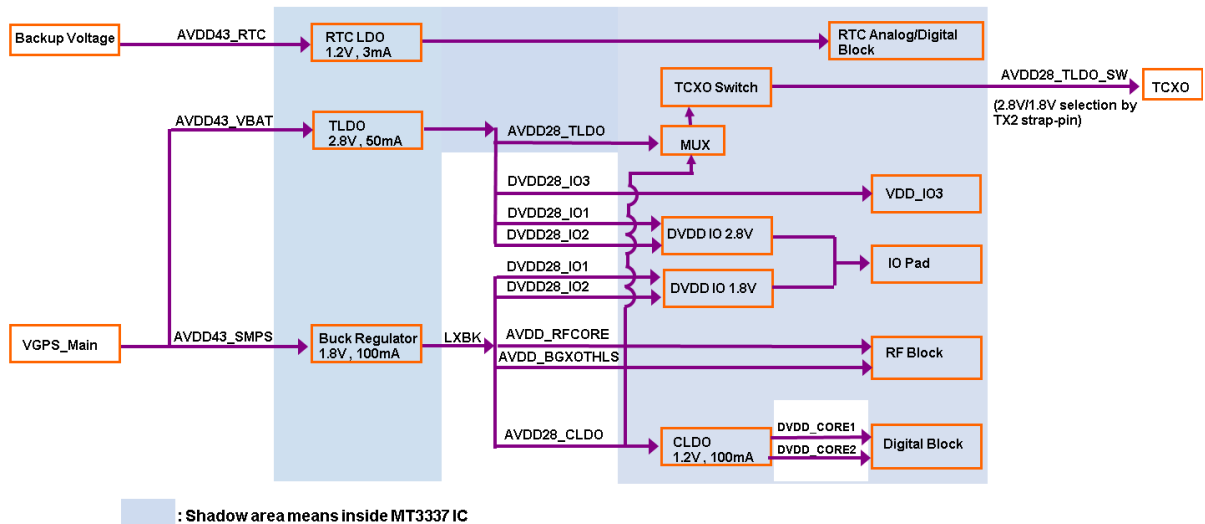 Backup Voltage
AVDD43_RTC
RTC LDO
1.2V , 3mA
RTC Analog/Digital
Block
TCXO Switch
AVDD28_TLDO_SW
TCXO
(2.8V/1.8V selection by
TX2 strap-pin)
AVDD43_VBAT
TLDO
2.8V , 50mA
AVDD28_TLDO
MUX
DVDD28_IO3
VDD_IO3
DVDD28_IO1
DVDD28_IO2
DVDD IO 2.8V
IO Pad
DVDD28_IO1
DVDD28_IO2
DVDD IO 1.8V
VGPS_Main
AVDD43_SMPS
Buck Regulator
1.8V , 100mA
LXBK
AVDD_RFCORE
AVDD_BGXOTHLS
RF Block
AVDD28_CLDO
CLDO
1.2V , 100mA
DVDD_CORE1
DVDD_CORE2
Digital Block
: Shadow area means inside MT3337 IC